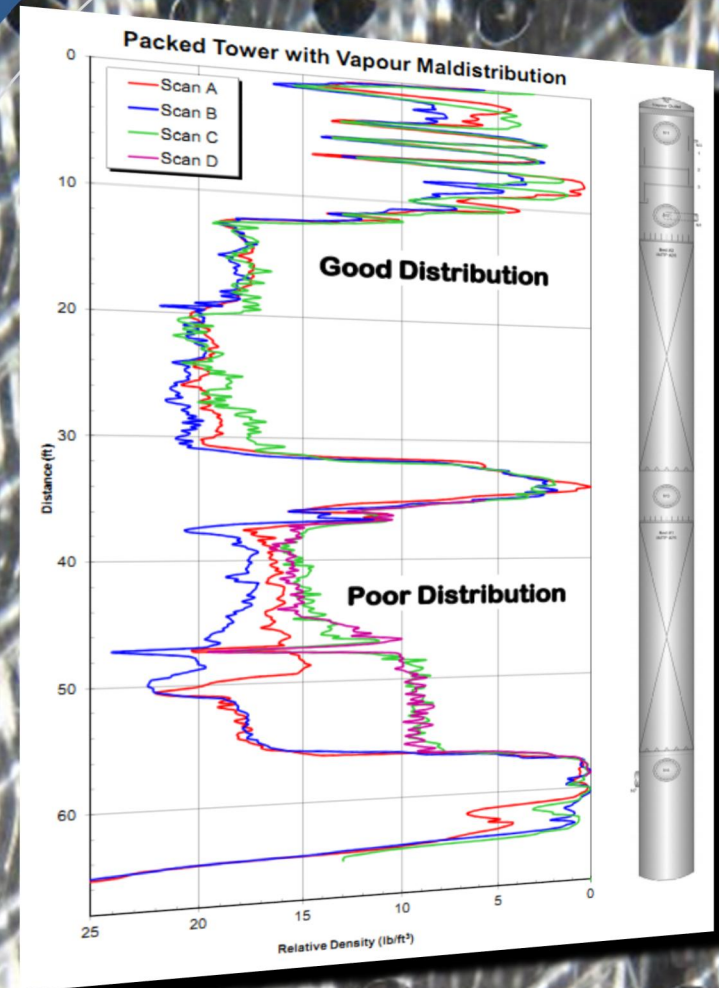 Packed Tower with Vapour Maldistribution
Scan A
Scan B
Scan C
Scan D
0
10
20
30
40
50
60
Distance (ft)
Good Distribution
Poor Distribution
25
20
15
10
5
0
Relative Density (lb/ft³)